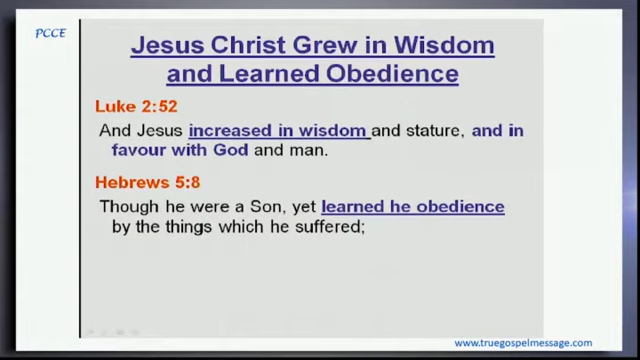 PCCE
Jesus Christ Grew in Wisdom
and Learned Obedience
Luke 2:52
And Jesus increased in wisdom and stature, and in
favour with God and man.
Hebrews 5:8
Though he were a Son, yet learned he obedience
by the things which he suffered;
www.truegospelmessage.com